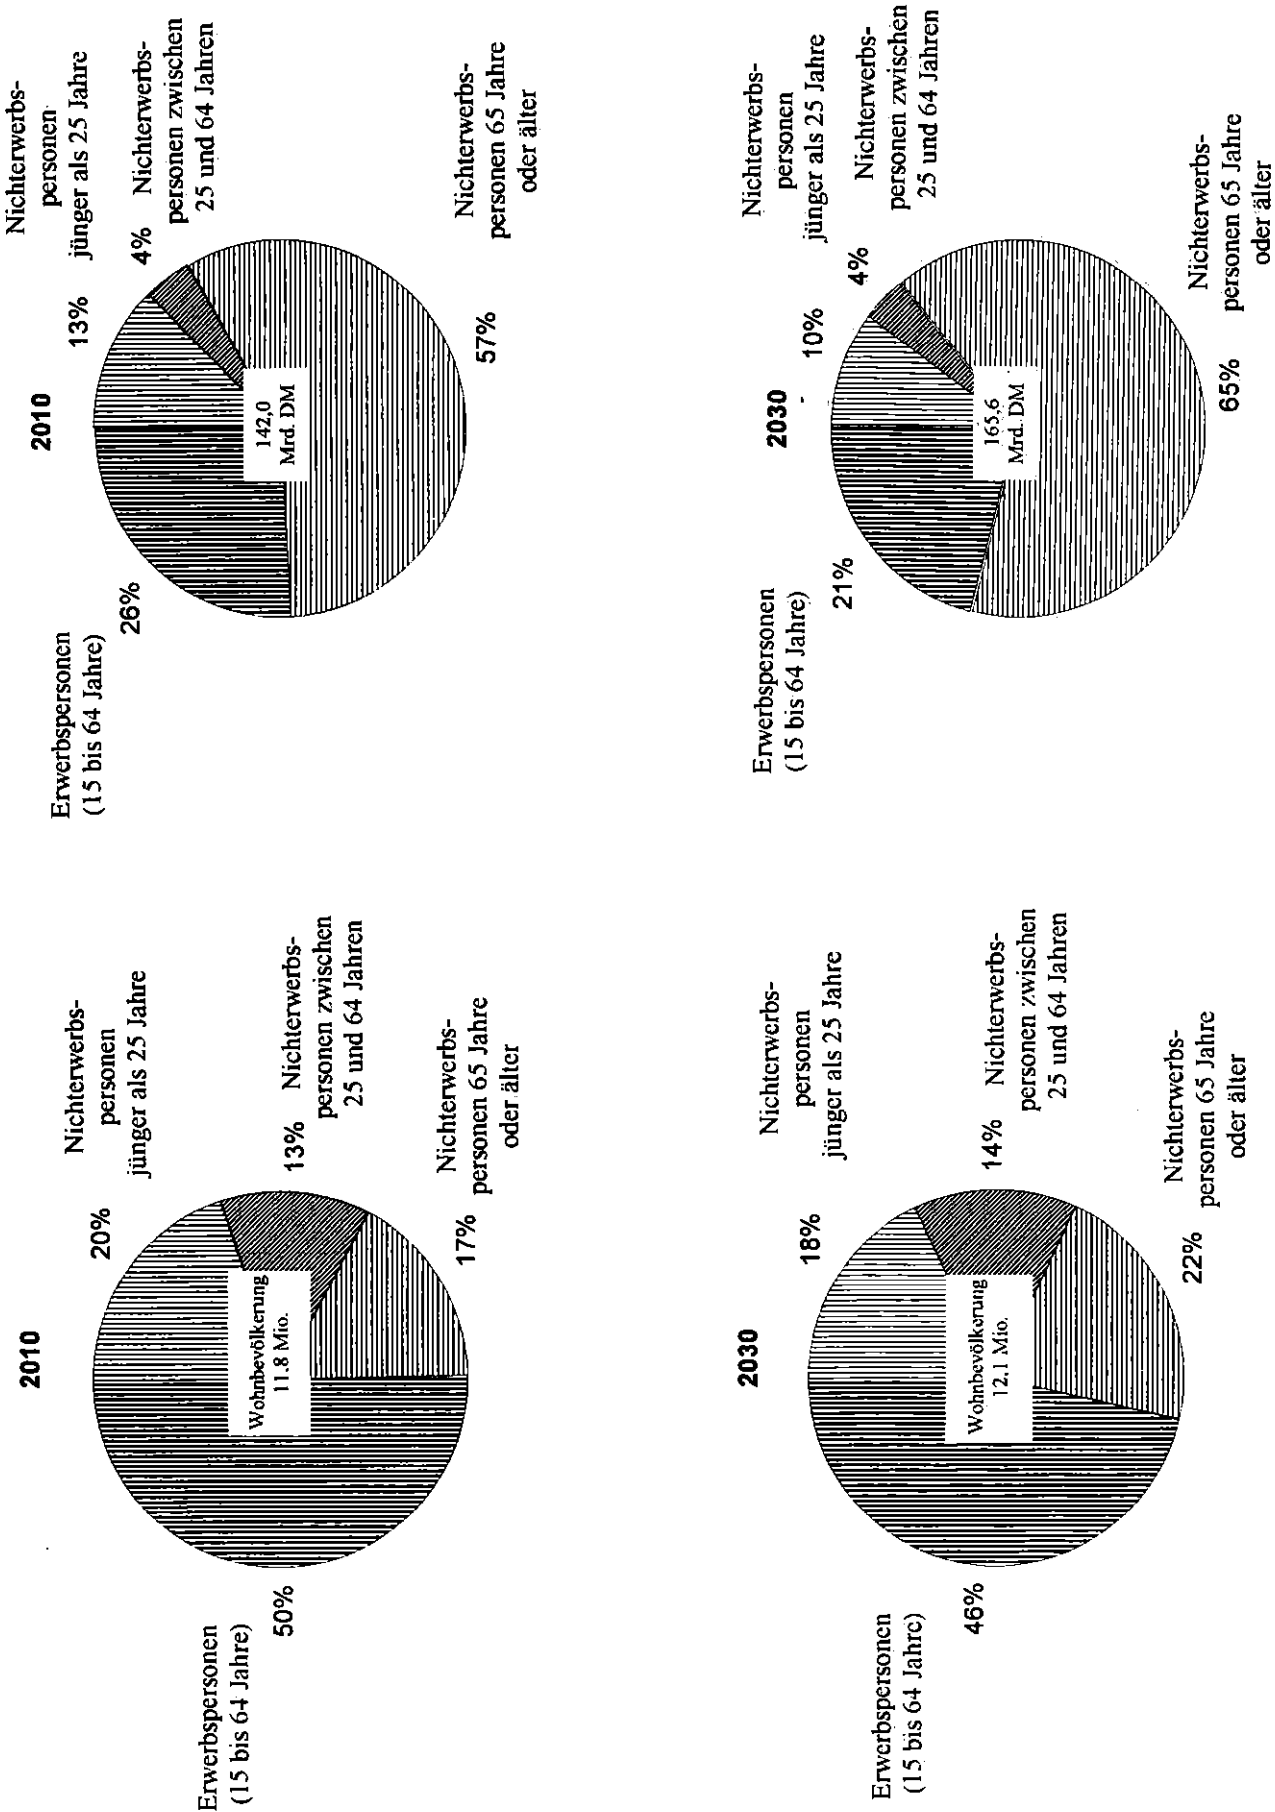 2010
Erwerbspersonen
(15 bis 64 Jahre)
50%
Wohnbevölkerung
11.8 Mio.
20%
Nichterwerbs-
personen
jünger als 25 Jahre
13%
Nichterwerbs-
personen zwischen
25 und 64 Jahren
17%
Nichterwerbs-
personen 65 Jahre
oder älter
2010
Erwerbspersonen
(15 bis 64 Jahre)
26%
142,0
Mrd. DM
13%
Nichterwerbs-
personen
jünger als 25 Jahre
4%
Nichterwerbs-
personen zwischen
25 und 64 Jahren
57%
Nichterwerbs-
personen 65 Jahre
oder älter
2030
Erwerbspersonen
(15 bis 64 Jahre)
46%
Wohnbevölkerung
12.1 Mio.
18%
Nichterwerbs-
personen
jünger als 25 Jahre
14%
Nichterwerbs-
personen zwischen
25 und 64 Jahren
22%
Nichterwerbs-
personen 65 Jahre
oder älter
2030
Erwerbspersonen
(15 bis 64 Jahre)
21%
165,6
Mrd. DM
10%
Nichterwerbs-
personen
jünger als 25 Jahre
4%
Nichterwerbs-
personen zwischen
25 und 64 Jahren
65%
Nichterwerbs-
personen 65 Jahre
oder älter